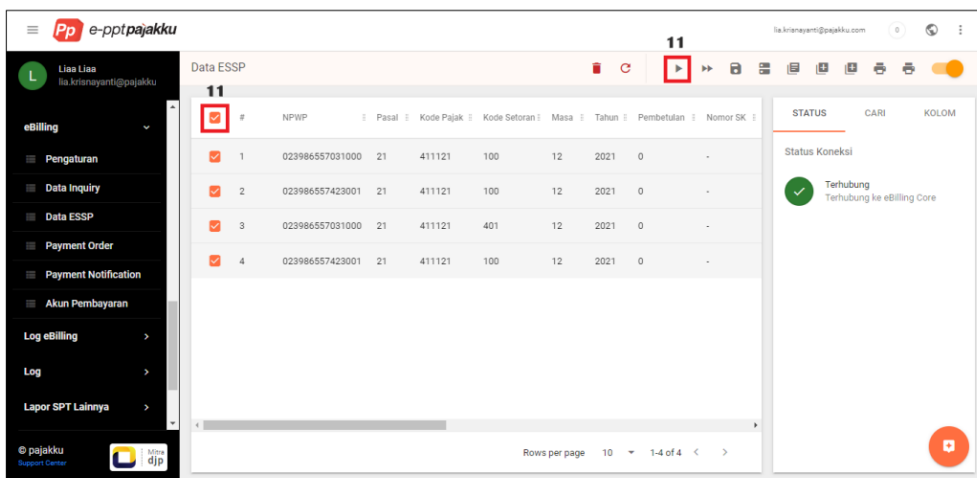 Pp e-pptpajakku
lia.krisnayanti@pajakku.com
0
L
Liaa Liaa
lia.krisnayanti@pajakku
Data ESSP
11
11
eBilling
Pengaturan
Data Inquiry
Data ESSP
Payment Order
Payment Notification
Akun Pembayaran
Log eBilling
Log
Lapor SPT Lainnya
© pajakku
Support Center
Mitra
djp
# NPWP Pasal Kode Pajak Kode Setoran Masa Tahun Pembetulan Nomor SK
1 023986557031000 21 411121 100 12 2021 0 -
2 023986557423001 21 411121 100 12 2021 0 -
3 023986557031000 21 411121 401 12 2021 0 -
4 023986557423001 21 411121 100 12 2021 0 -
Rows per page 10 1-4 of 4
STATUS CARI KOLOM
Status Koneksi
Terhubung
Terhubung ke eBilling Core